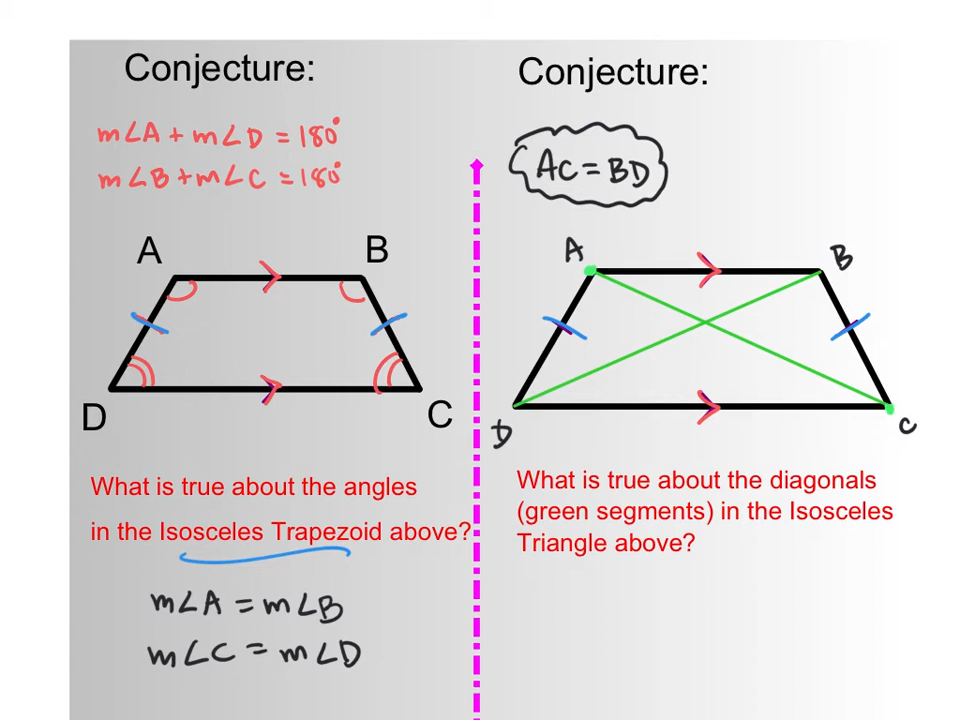 Conjecture:
m∠A + m∠D = 180°
m∠B + m∠C = 180°
A
B
D
C
What is true about the angles
in the Isosceles Trapezoid above?
m∠A = m∠B
m∠C = m∠D
Conjecture:
AC = BD
A
B
D
C
What is true about the diagonals
(green segments) in the Isosceles
Triangle above?